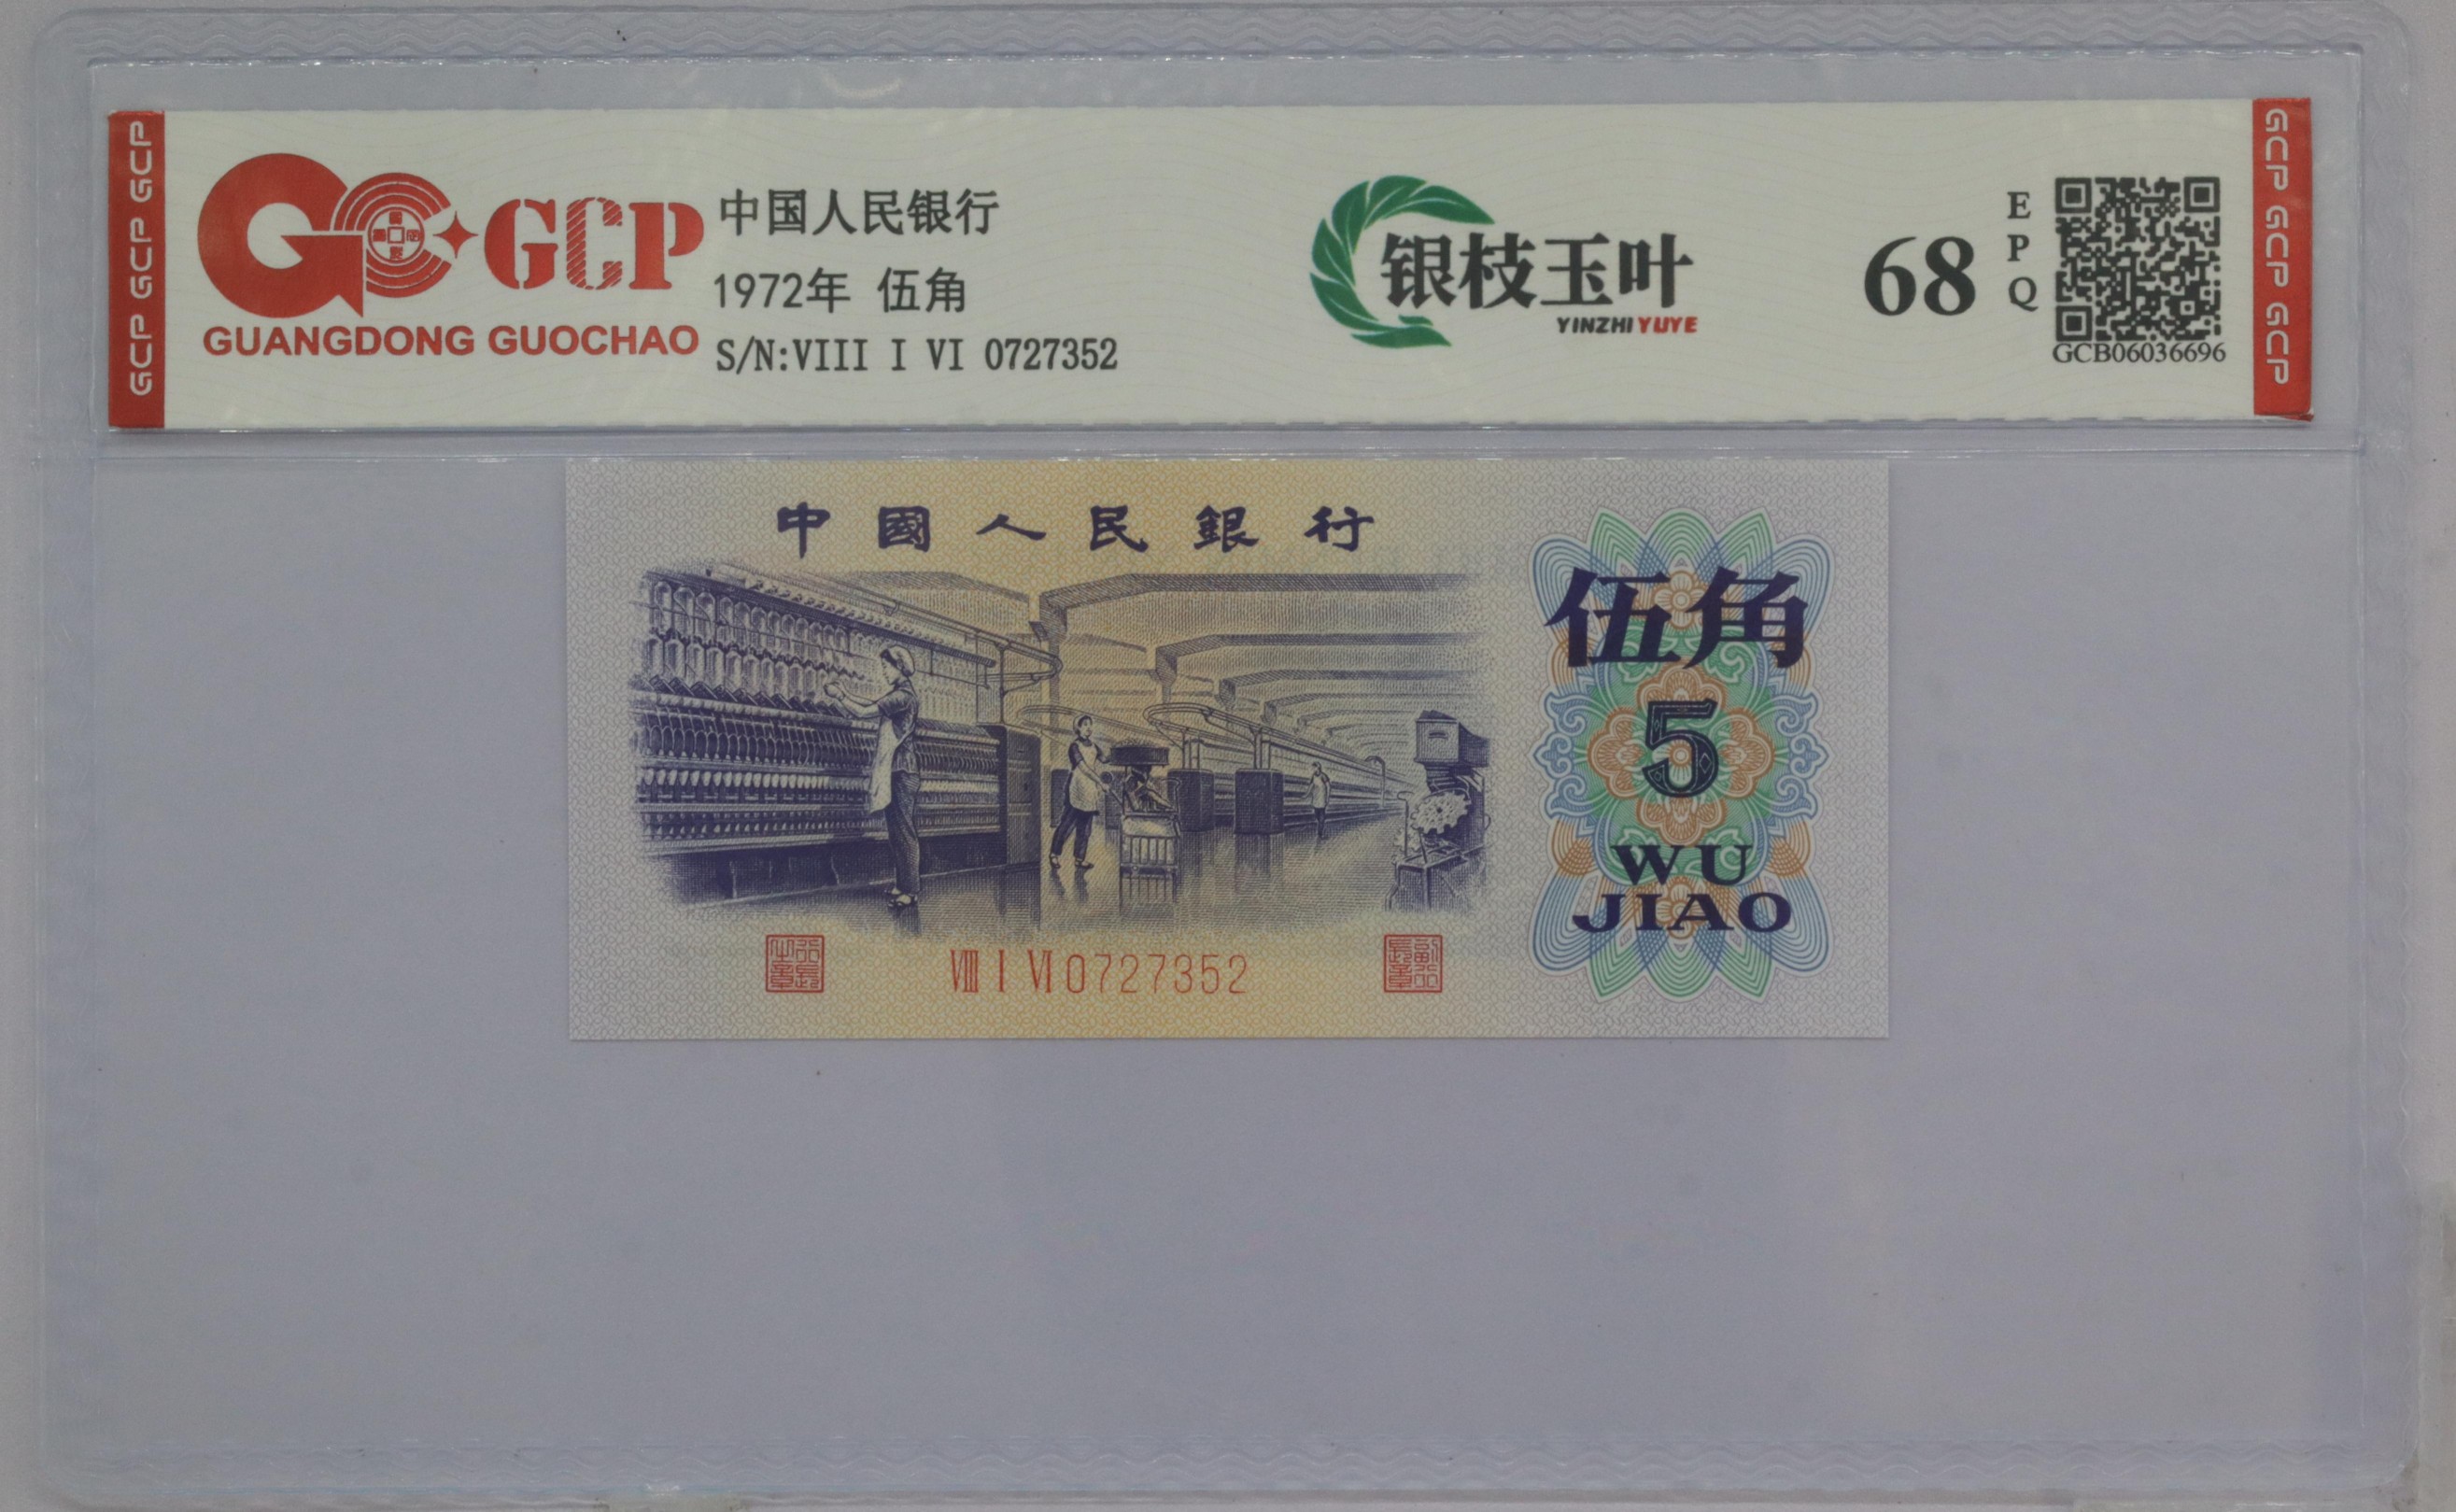 GCP GCP GCP
GCP
GUANGDONG GUOCHAO
中国人民银行
1972年 伍角
S/N:VIII I VI 0727352
银枝玉叶
YINZHI YUYE
68
E
P
Q
GCB06036696
GCP GCP GCP
中國人民銀行
伍角
5
WU
JIAO
VIII I VI 0727352